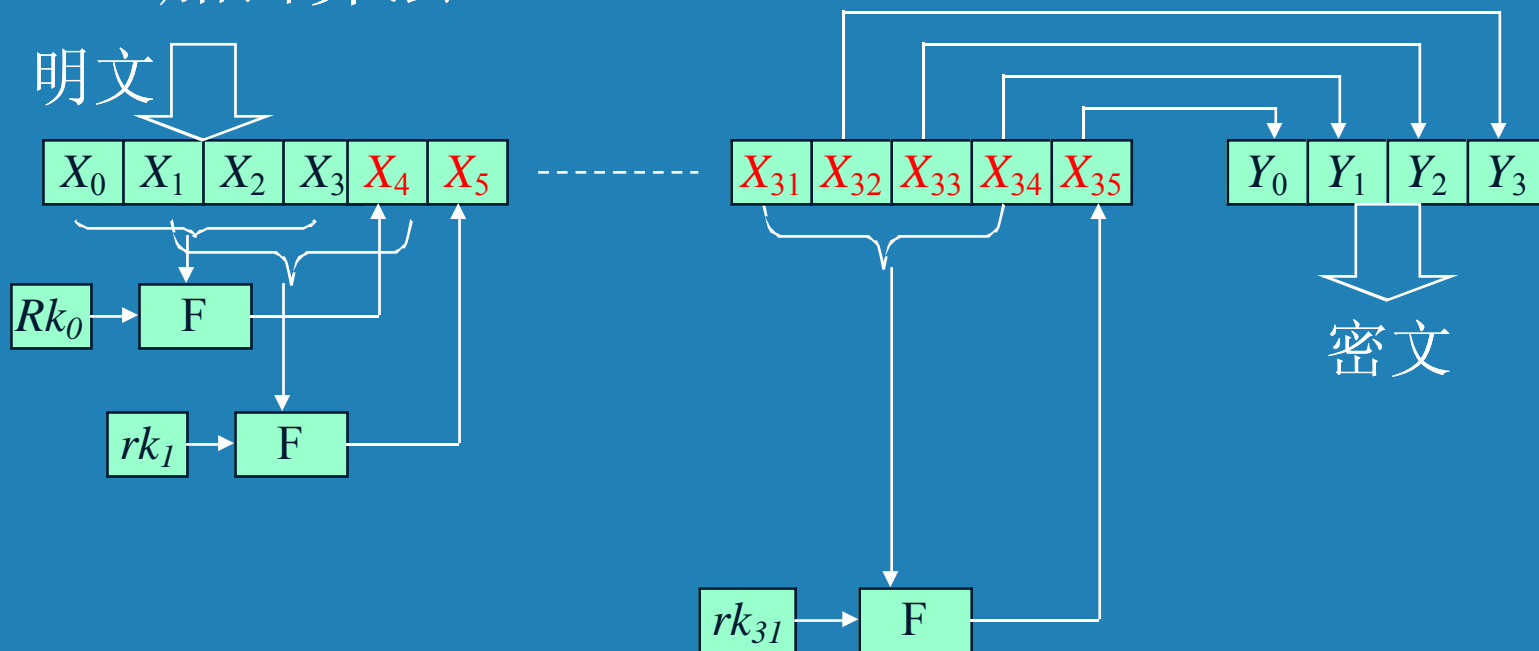 明文
X₀ X₁ X₂ X₃ X₄ X₅ X₃₁ X₃₂ X₃₃ X₃₄ X₃₅ Y₀ Y₁ Y₂ Y₃
Rk₀ F
密文
rk₁ F
rk₃₁ F